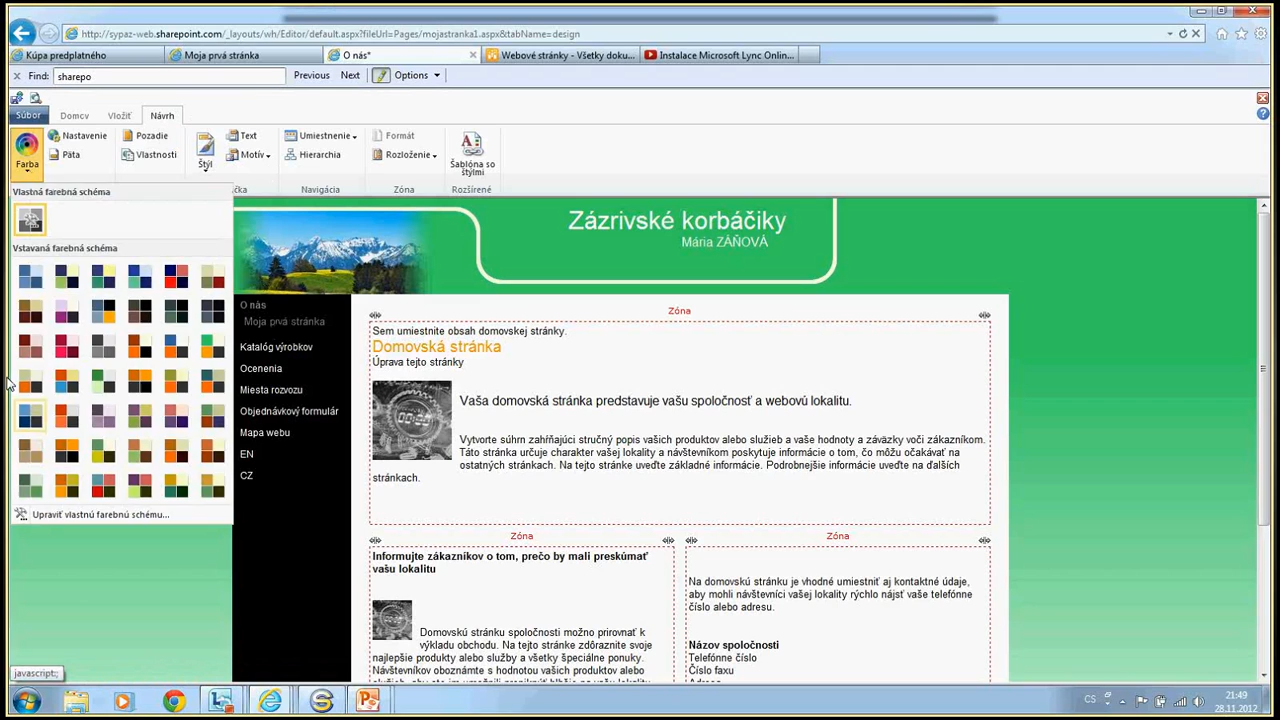 http://sypaz-web.sharepoint.com/_layouts/wh/Editor/default.aspx?fileUrl=Pages/mojastranka1.aspx&tabName=design
Kúpa predplatného
Moja prvá stránka
O nás*
Webové stránky - Všetky doku...
Instalace Microsoft Lync Onlin...
Find: sharepo Previous Next Options
Súbor Domov Vložiť Návrh
Farba
Nastavenie
Päta
Pozadie
Vlastnosti
Štýl
Text
Motív
Umiestnenie
Hierarchia
Formát
Rozloženie
Šablóna so
štýlmi
Navigácia
Zóna
Rozšírené
Vlastná farebná schéma
Vstavaná farebná schéma
Upraviť vlastnú farebnú schému...
Zázrivské korbáčiky
Mária ZÁŇOVÁ
O nás
Moja prvá stránka
Katalóg výrobkov
Ocenenia
Miesta rozvozu
Objednávkový formulár
Mapa webu
EN
CZ
Zóna
Sem umiestnite obsah domovskej stránky.
Domovská stránka
Úprava tejto stránky
Vaša domovská stránka predstavuje vašu spoločnosť a webovú lokalitu.
Vytvorte súhrn zahŕňajúci stručný popis vašich produktov alebo služieb a vaše hodnoty a záväzky voči zákazníkom.
Táto stránka určuje charakter vašej lokality a návštevníkom poskytuje informácie o tom, čo môžu očakávať na
ostatných stránkach. Na tejto stránke uveďte základné informácie. Podrobnejšie informácie uveďte na ďalších
stránkach.
Zóna
Informujte zákazníkov o tom, prečo by mali preskúmať
vašu lokalitu
Domovskú stránku spoločnosti možno prirovnať k
výkladu obchodu. Na tejto stránke zdôraznite svoje
najlepšie produkty alebo služby a všetky špeciálne ponuky.
Návštevníkov oboznámte s hodnotou vašich produktov alebo
Zóna
Na domovskú stránku je vhodné umiestniť aj kontaktné údaje,
aby mohli návštevníci vašej lokality rýchlo nájsť vaše telefónne
číslo alebo adresu.
Názov spoločnosti
Telefónne číslo
Číslo faxu
javascript:;
CS
21:49
28.11.2012